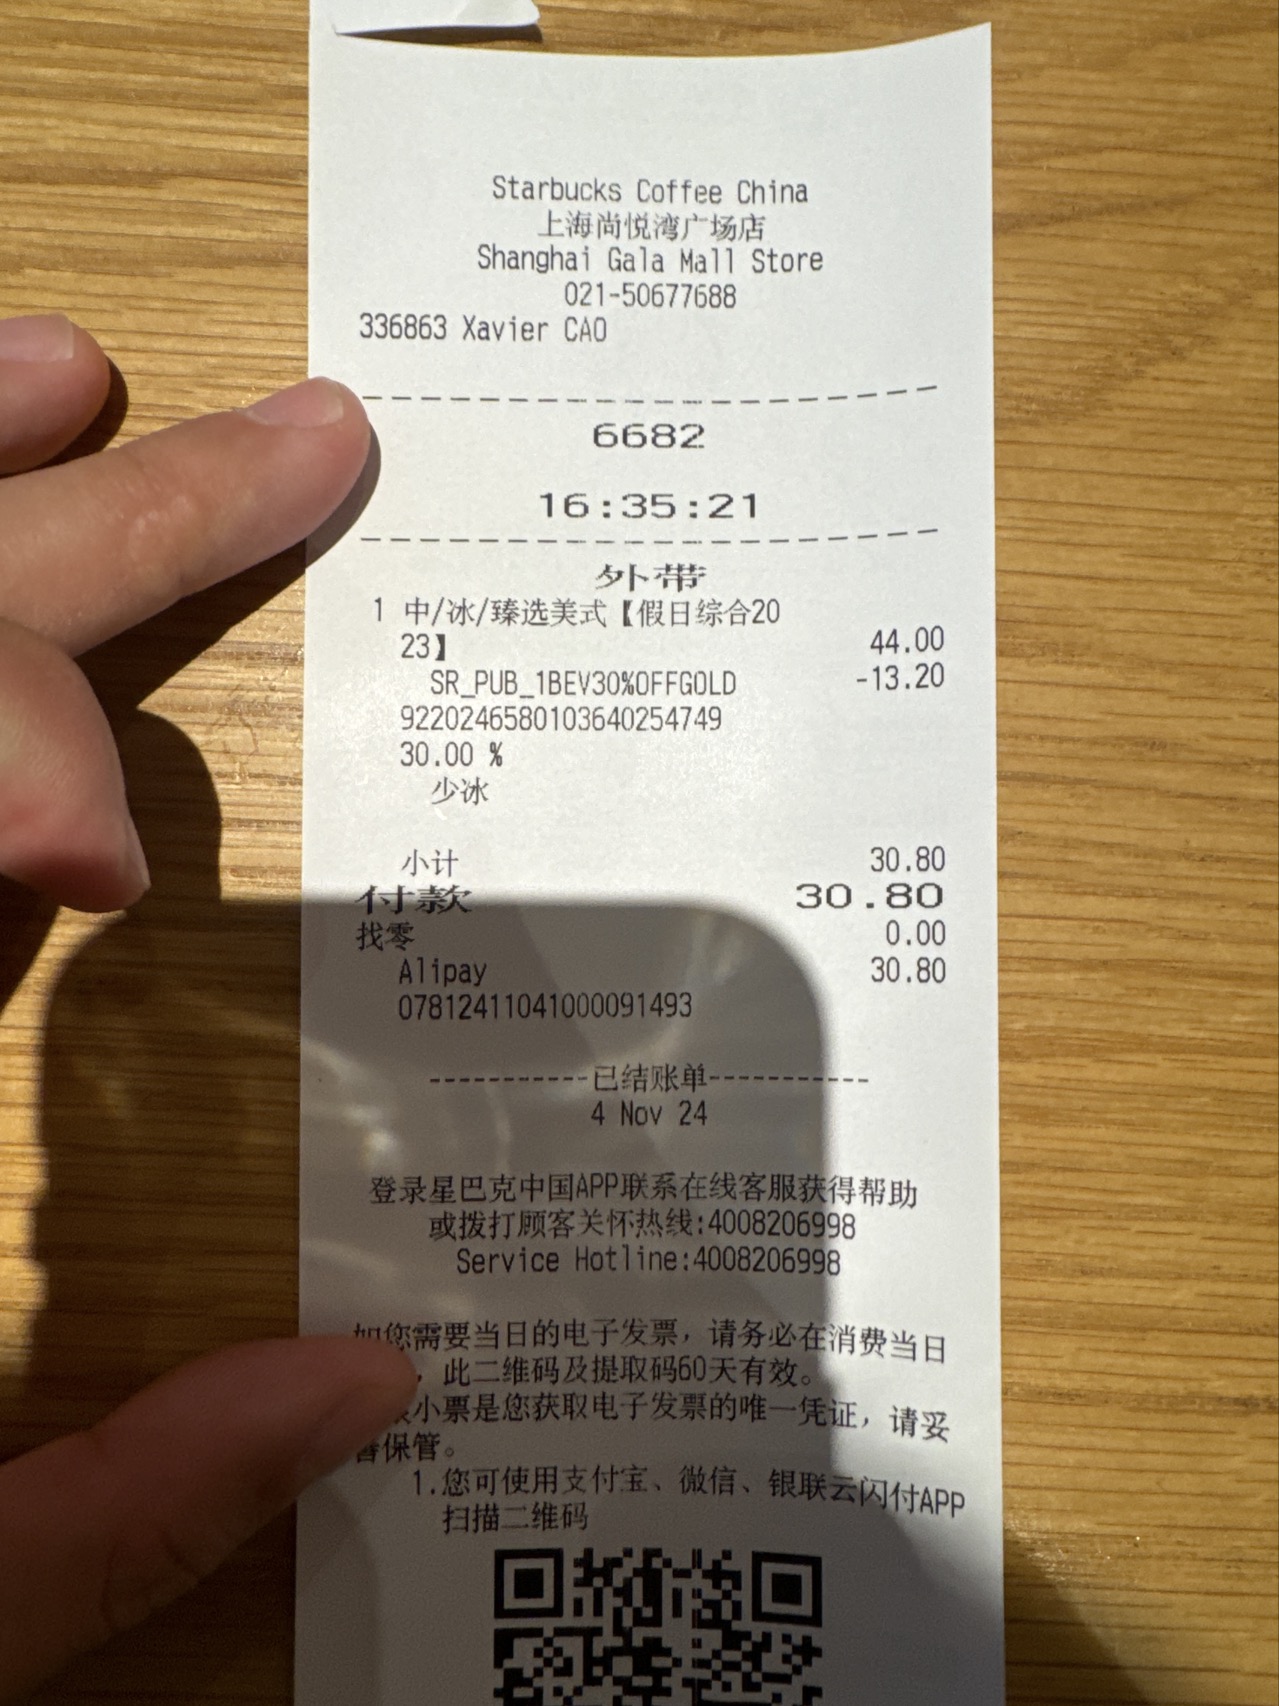 Starbucks Coffee China
上海尚悦湾广场店
Shanghai Gala Mall Store
021-50677688
336863 Xavier CAO
6682
16:35:21
外带
1 中/冰/臻选美式【假日综合20
23】 44.00
SR_PUB_1BEV30%OFFGOLD -13.20
9220246580103640254749
30.00 %
少冰
小计 30.80
付款 30.80
找零 0.00
Alipay 30.80
07812411041000091493
-----------已结账单-----------
4 Nov 24
登录星巴克中国APP联系在线客服获得帮助
或拨打顾客关怀热线:4008206998
Service Hotline:4008206998
如您需要当日的电子发票，请务必在消费当日
，此二维码及提取码60天有效。
小票是您获取电子发票的唯一凭证，请妥
善保管。
1.您可使用支付宝、微信、银联云闪付APP
扫描二维码